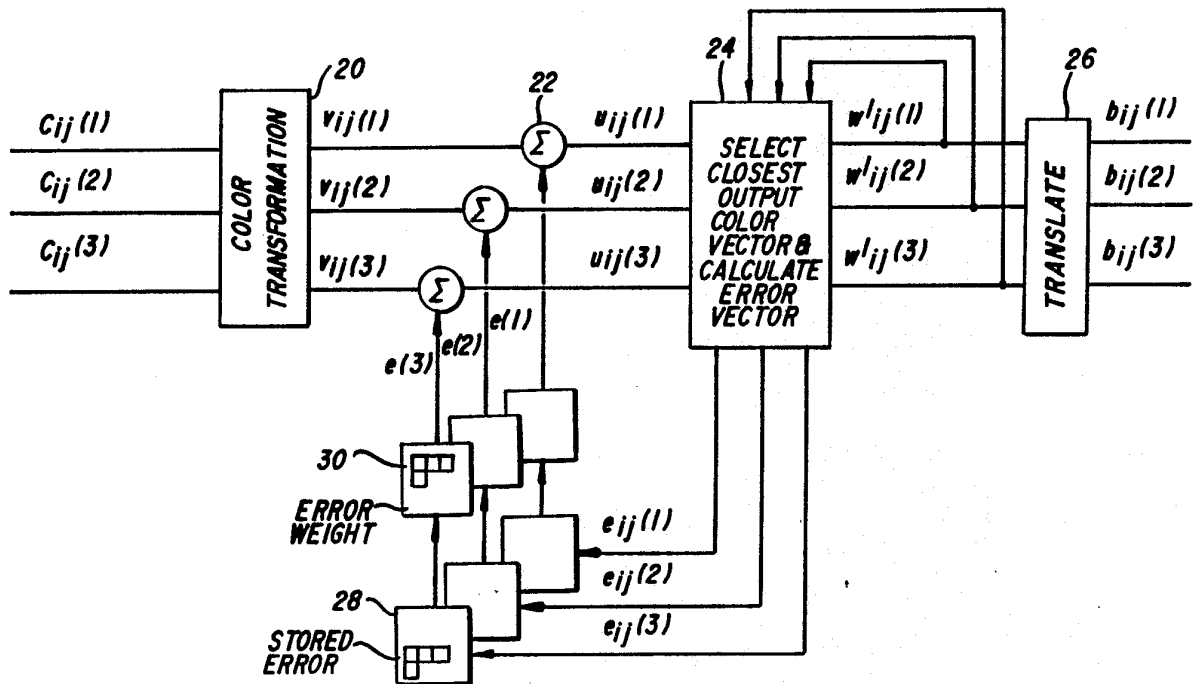 20
22
24
26
Cij(1)
Cij(2)
Cij(3)
COLOR
TRANSFORMATION
vij(1)
vij(2)
vij(3)
Σ
Σ
Σ
uij(1)
uij(2)
uij(3)
SELECT
CLOSEST
OUTPUT
COLOR
VECTOR &
CALCULATE
ERROR
VECTOR
w'ij(1)
w'ij(2)
w'ij(3)
TRANSLATE
bij(1)
bij(2)
bij(3)
e(3)
e(2)
e(1)
30
ERROR
WEIGHT
28
STORED
ERROR
eij(1)
eij(2)
eij(3)